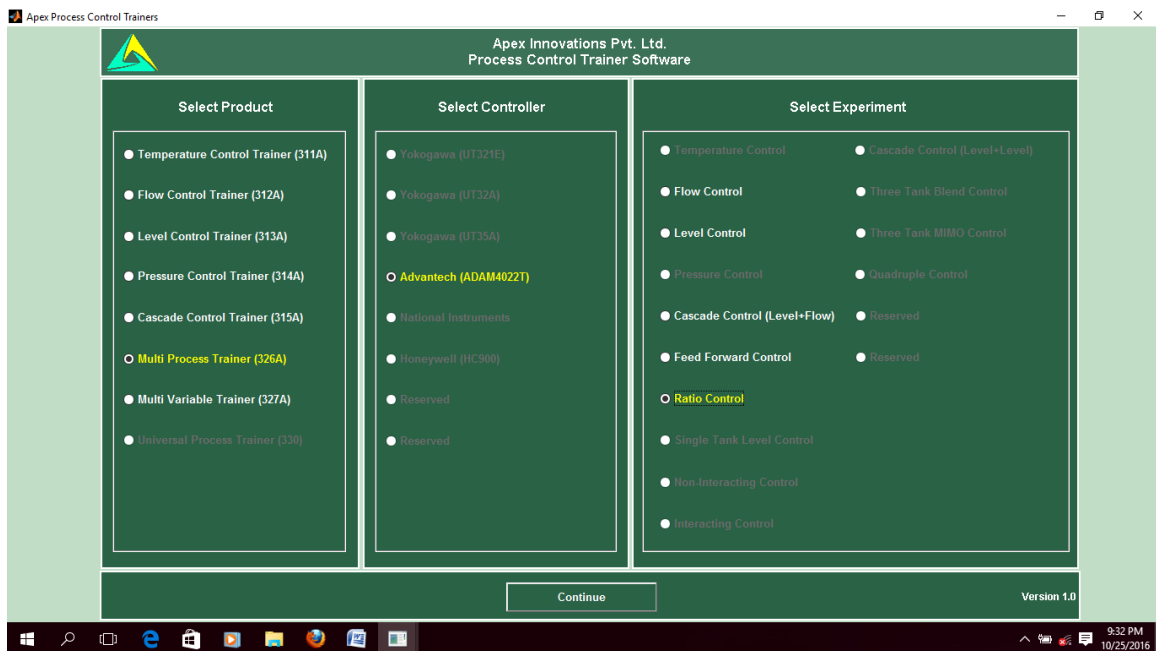 Apex Process Control Trainers
Apex Innovations Pvt. Ltd.
Process Control Trainer Software
Select Product
Temperature Control Trainer (311A)
Flow Control Trainer (312A)
Level Control Trainer (313A)
Pressure Control Trainer (314A)
Cascade Control Trainer (315A)
Multi Process Trainer (326A)
Multi Variable Trainer (327A)
Universal Process Trainer (330)
Select Controller
Yokogawa (UT321E)
Yokogawa (UT32A)
Yokogawa (UT35A)
Advantech (ADAM4022T)
National Instruments
Honeywell (HC900)
Reserved
Reserved
Select Experiment
Temperature Control
Flow Control
Level Control
Pressure Control
Cascade Control (Level+Flow)
Feed Forward Control
Ratio Control
Single Tank Level Control
Non-Interacting Control
Interacting Control
Cascade Control (Level+Level)
Three Tank Blend Control
Three Tank MIMO Control
Quadruple Control
Reserved
Reserved
Continue
Version 1.0
9:32 PM
10/25/2016